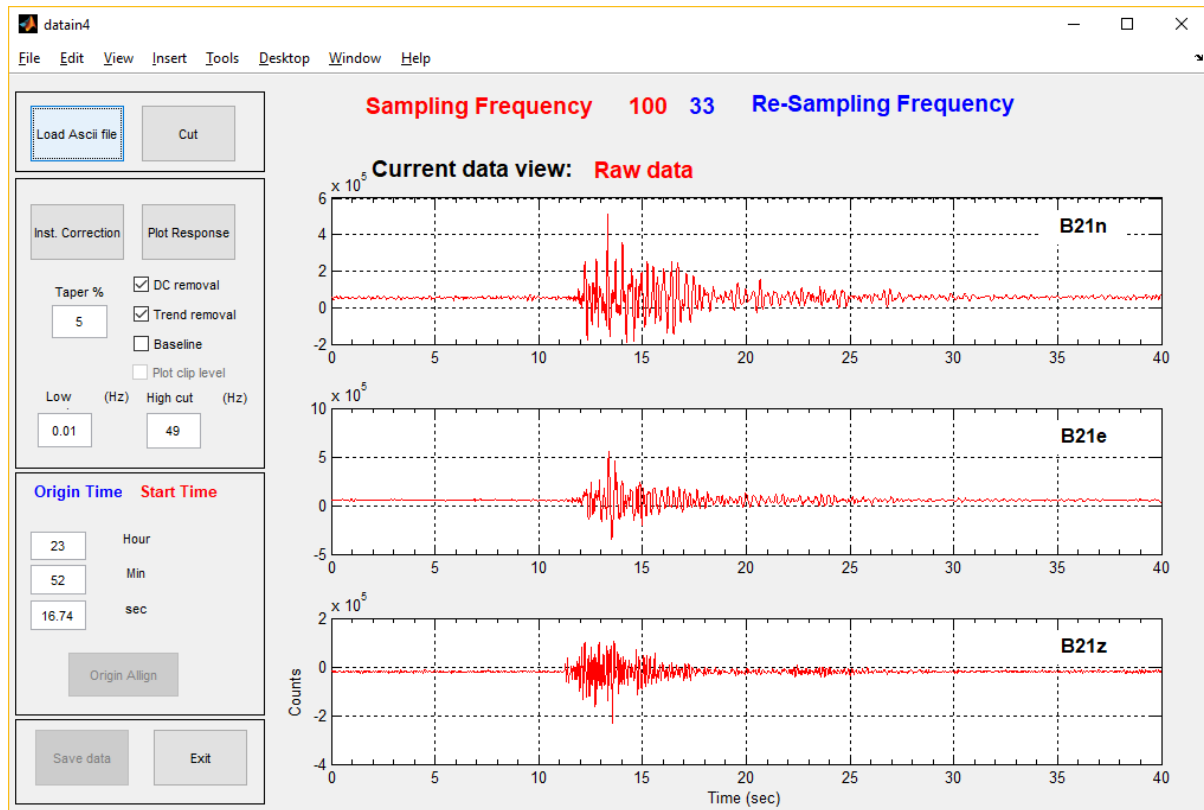 datain4
File Edit View Insert Tools Desktop Window Help
Load Ascii file Cut
Inst. Correction Plot Response
Taper %
5
DC removal
Trend removal
Baseline
Plot clip level
Low (Hz) High cut (Hz)
0.01 49
Origin Time Start Time
23 Hour
52 Min
16.74 sec
Origin Allign
Save data Exit
Sampling Frequency 100 33 Re-Sampling Frequency
Current data view: Raw data
x 10^5
B21n
6
4
2
0
-2
0 5 10 15 20 25 30 35 40
x 10^5
B21e
10
5
0
-5
0 5 10 15 20 25 30 35 40
x 10^5
B21z
2
0
-2
-4
Counts
0 5 10 15 20 25 30 35 40
Time (sec)